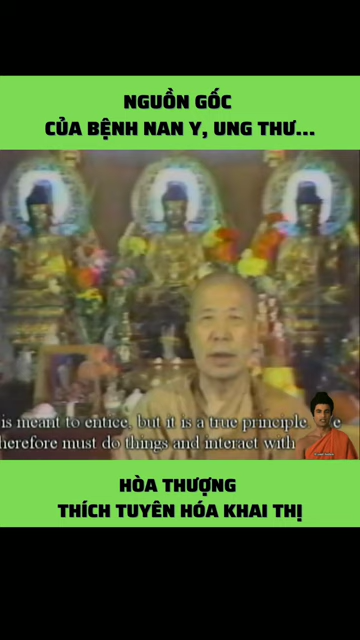 NGUỒN GỐC
CỦA BỆNH NAN Y, UNG THƯ...
is meant to entice, but it is a true principle
herefore must do things and interact with
HÒA THƯỢNG
THÍCH TUYÊN HÓA KHAI THỊ